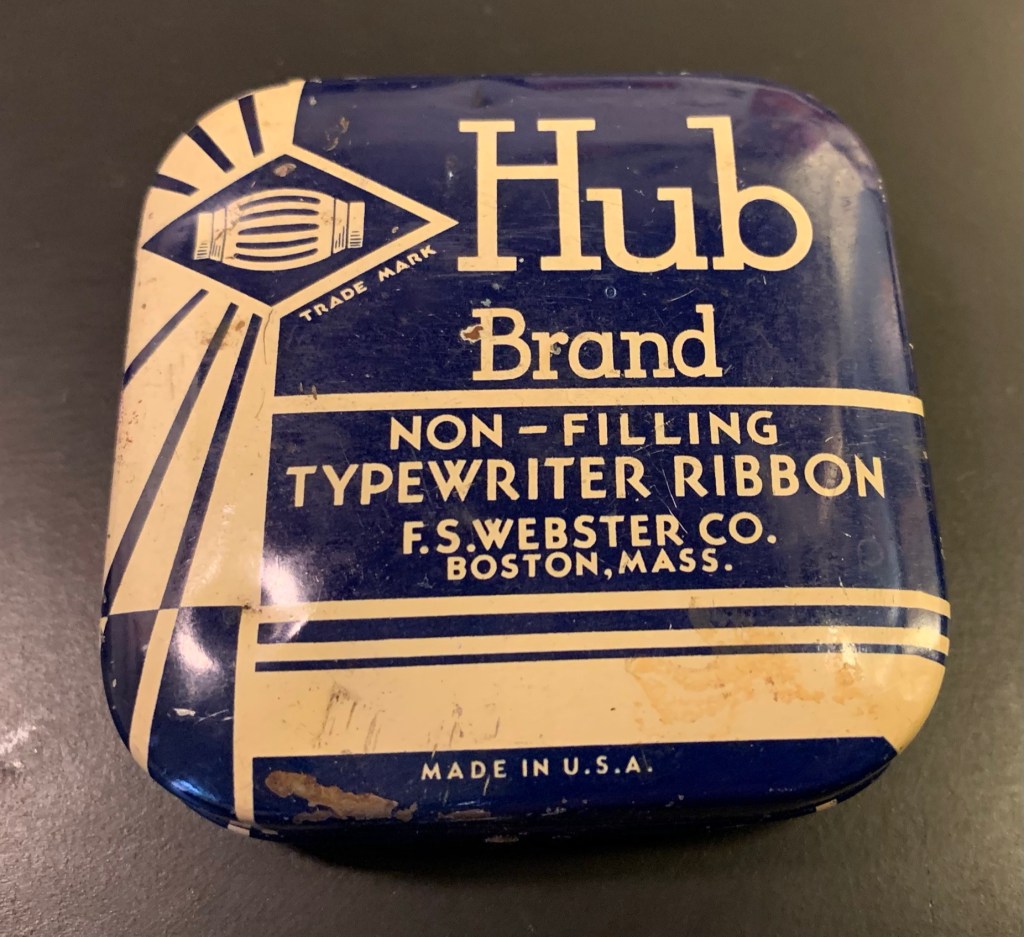 Hub
TRADE MARK
Brand
NON-FILLING
TYPEWRITER RIBBON
F.S.WEBSTER CO.
BOSTON, MASS.
MADE IN U.S.A.